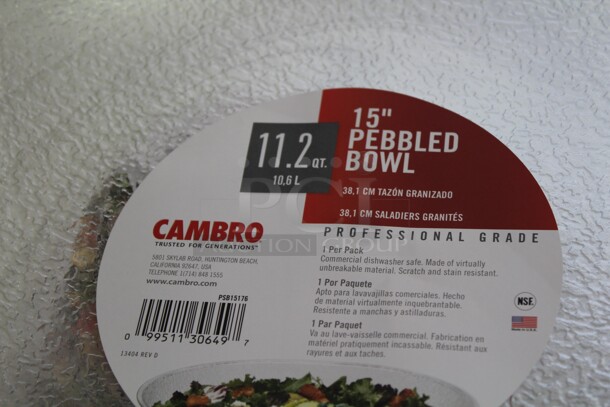 15"
PEBBLED
BOWL
11.2 QT.
10,6 L
38,1 CM TAZÓN GRANIZADO
38,1 CM SALADIERS GRANITÉS
PCI
AUCTION GROUP
CAMBRO
TRUSTED FOR GENERATIONS
5801 SKYLAB ROAD, HUNTINGTON BEACH,
CALIFORNIA 92647, USA
TELEPHONE 1(714) 848 1555
www.cambro.com
PROFESSIONAL GRADE
1 Per Pack
Commercial dishwasher safe. Made of virtually
unbreakable material. Scratch and stain resistant.
1 Por Paquete
Apto para lavavajillas comerciales. Hecho
de material virtualmente inquebrantable.
Resistente a manchas y astilladuras.
1 Par Paquet
Va au lave-vaisselle commercial. Fabrication en
matériel pratiquement incassable. Résistant aux
rayures et aux taches.
NSF.
PSB15176
0 99511 30649 7
13404 REV D